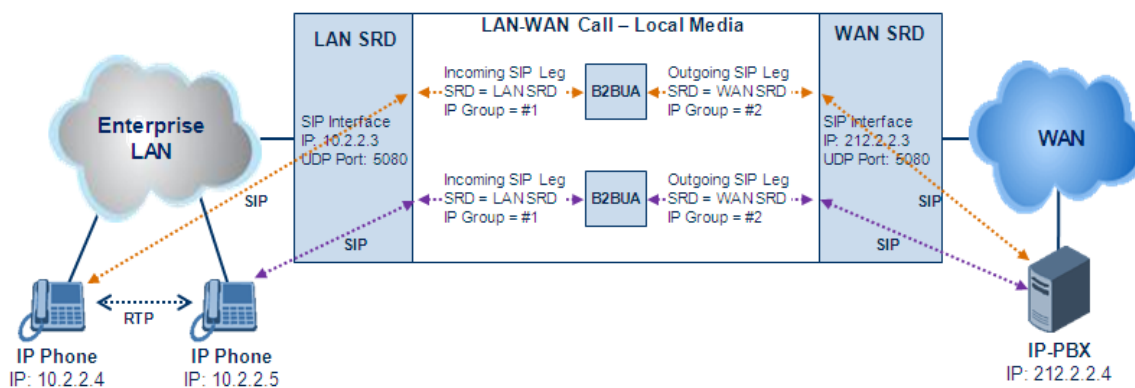 LAN SRD
LAN-WAN Call – Local Media
WAN SRD
Incoming SIP Leg
SRD = LAN SRD
IP Group = #1
B2BUA
Outgoing SIP Leg
SRD = WAN SRD
IP Group = #2
Enterprise
LAN
SIP Interface
IP: 10.2.2.3
UDP Port: 5080
SIP Interface
IP: 212.2.2.3
UDP Port: 5080
WAN
Incoming SIP Leg
SRD = LAN SRD
IP Group = #1
B2BUA
Outgoing SIP Leg
SRD = WAN SRD
IP Group = #2
SIP
SIP
SIP
SIP
RTP
IP Phone
IP: 10.2.2.4
IP Phone
IP: 10.2.2.5
IP-PBX
IP: 212.2.2.4